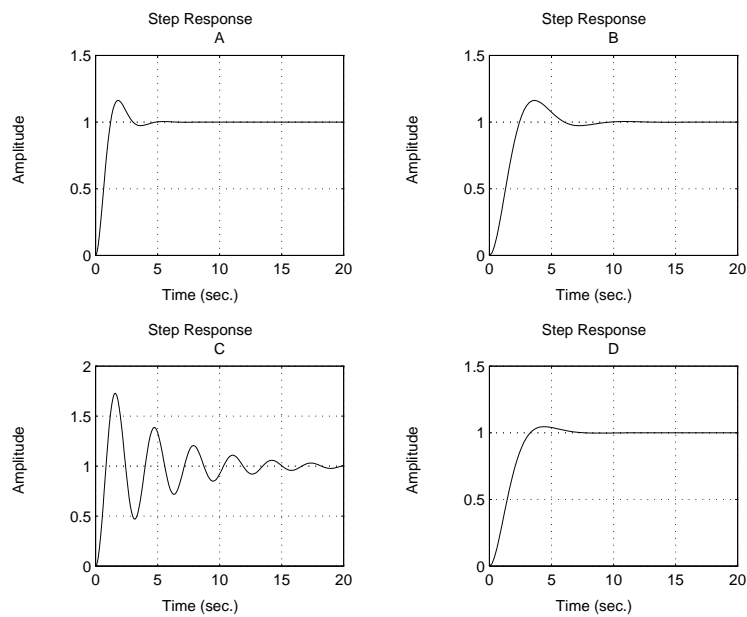 Step Response
A
1.5
1
0.5
0
0 5 10 15 20
Amplitude
Time (sec.)
Step Response
B
1.5
1
0.5
0
0 5 10 15 20
Amplitude
Time (sec.)
Step Response
C
2
1.5
1
0.5
0
0 5 10 15 20
Amplitude
Time (sec.)
Step Response
D
1.5
1
0.5
0
0 5 10 15 20
Amplitude
Time (sec.)